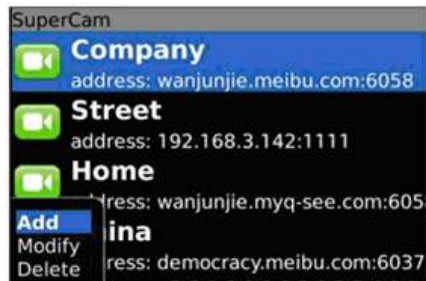 SuperCam
Company
address: wanjunjie.meibu.com:6058
Street
address: 192.168.3.142:1111
Home
ress: wanjunjie.myq-see.com:605
Add
ina
Modify
ress: democracy.meibu.com:6037
Delete